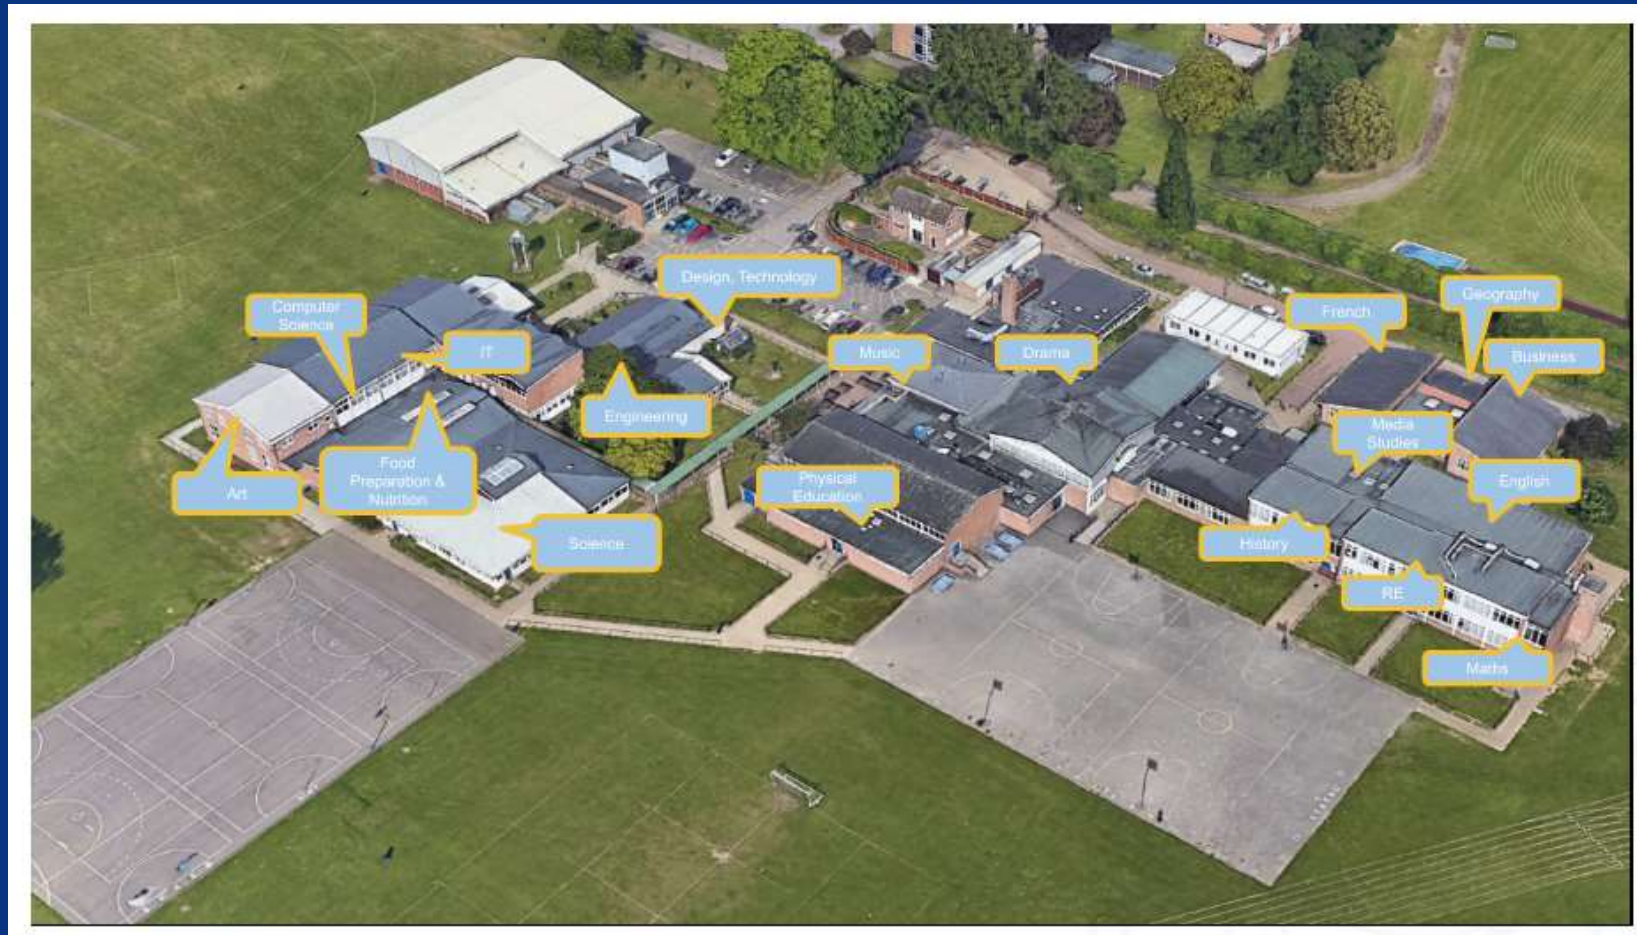 Design, Technology
Computer
Science
Geography
French
IT
Music
Drama
Business
Engineering
Media
Studies
Food
Preparation &
Nutrition
Physical
Education
English
Art
Science
History
RE
Maths